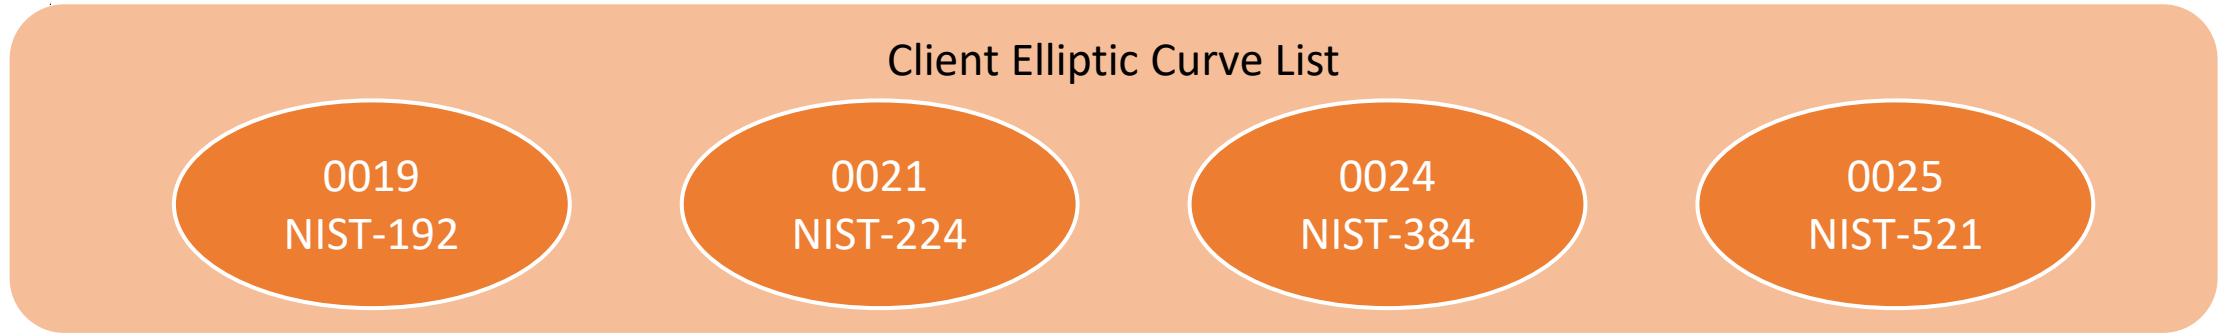 Client Elliptic Curve List
0019
NIST-192
0021
NIST-224
0024
NIST-384
0025
NIST-521